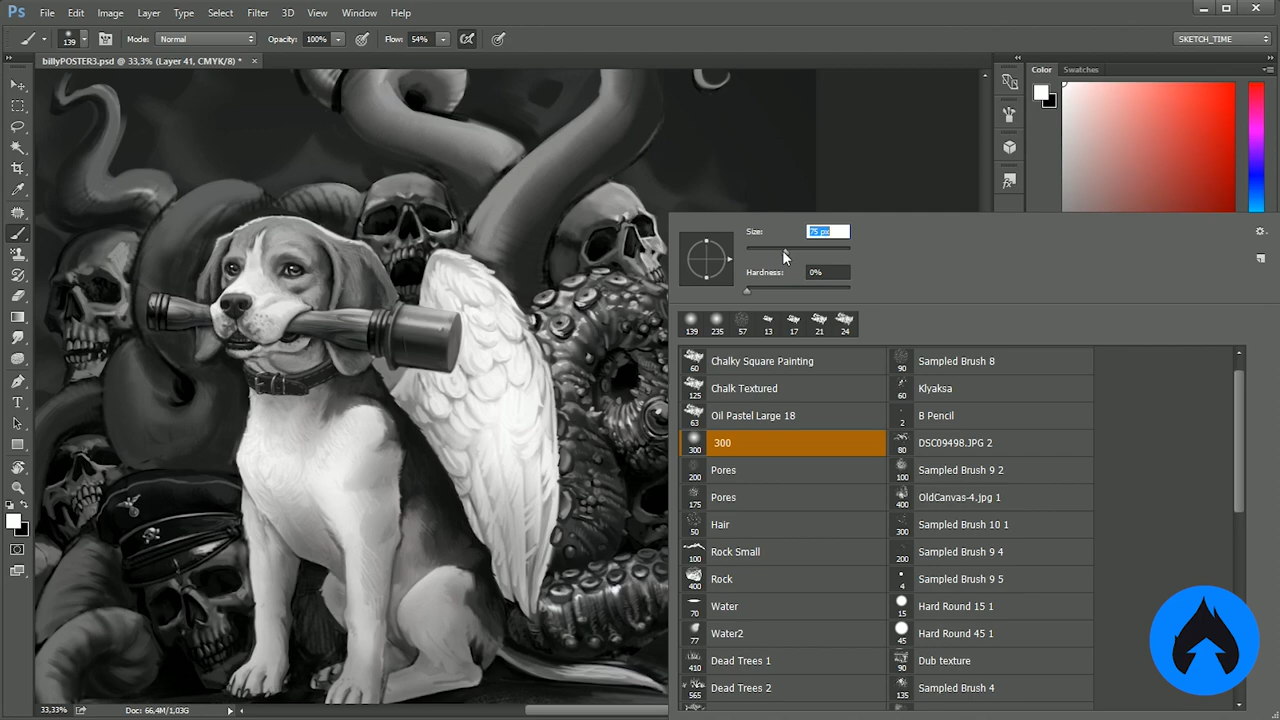 Ps File Edit Image Layer Type Select Filter 3D View Window Help
139 Mode: Normal Opacity: 100% Flow: 54% SKETCH_TIME
billyPOSTER3.psd @ 33,3% (Layer 41, CMYK/8) * ×
Color Swatches
Size: 75 px
Hardness: 0%
139 235 57 13 17 21 24
60 Chalky Square Painting 90 Sampled Brush 8
125 Chalk Textured 60 Klyaksa
63 Oil Pastel Large 18 2 B Pencil
300 300 80 DSC09498.JPG 2
200 Pores 100 Sampled Brush 9 2
175 Pores 400 OldCanvas-4.jpg 1
50 Hair 300 Sampled Brush 10 1
100 Rock Small 200 Sampled Brush 9 4
400 Rock 4 Sampled Brush 9 5
70 Water 15 Hard Round 15 1
77 Water2 45 Hard Round 45 1
410 Dead Trees 1 90 Dub texture
565 Dead Trees 2 135 Sampled Brush 4
33,33% Doc: 66,4M/1,03G